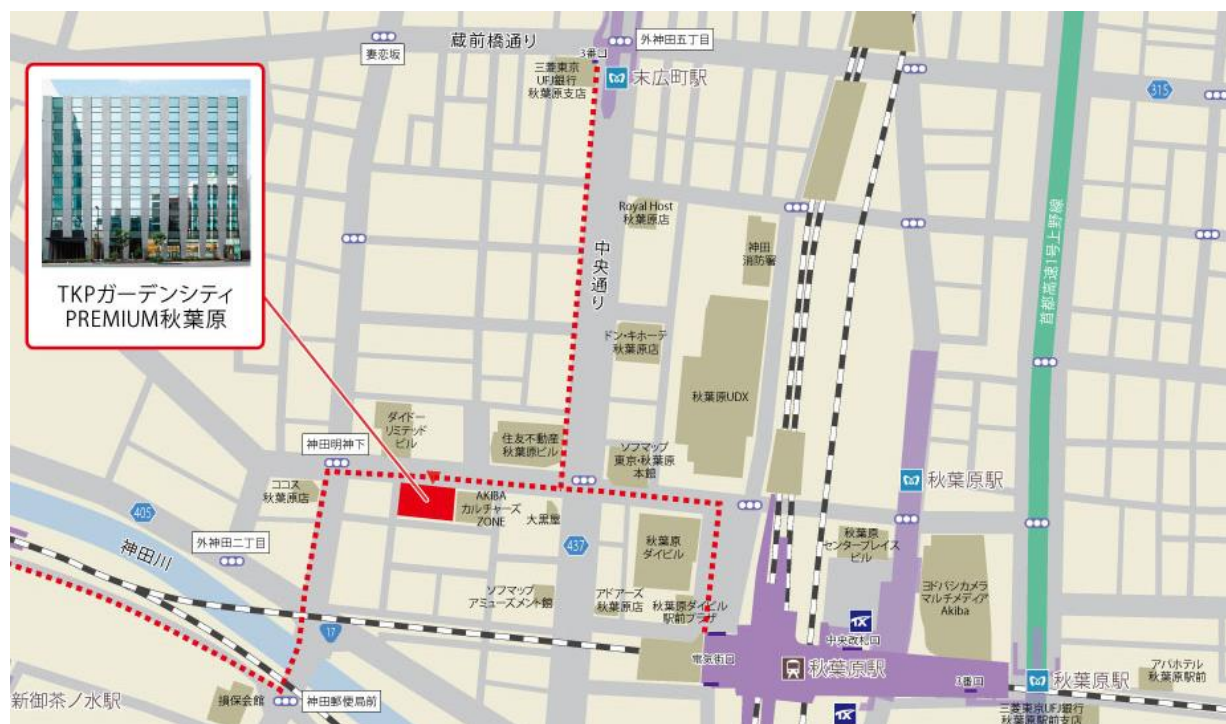 蔵前橋通り
妻恋坂
3番口
外神田五丁目
三菱東京
UFJ銀行
秋葉原支店
末広町駅
315
TKPガーデンシティ
PREMIUM秋葉原
Royal Host
秋葉原店
神田
消防署
中央通り
首都高速1号上野線
ドン・キホーテ
秋葉原店
秋葉原UDX
ダイドー
リミテッド
ビル
住友不動産
秋葉原ビル
ソフマップ
東京・秋葉原
本館
神田明神下
ココス
秋葉原店
AKIBA
カルチャーズ
ZONE
大黒屋
秋葉原駅
405
外神田二丁目
437
秋葉原
ダイビル
秋葉原
センタープレイス
ビル
ヨドバシカメラ
マルチメディア
Akiba
神田川
ソフマップ
アミューズメント館
アドアーズ
秋葉原店
秋葉原ダイビル
駅前プラザ
17
TX
中央改札口
電気街口
秋葉原駅
3番口
秋葉原駅
アパホテル
秋葉原駅前
新御茶ノ水駅
損保会館
神田郵便局前
TX
三菱東京UFJ銀行
秋葉原駅前支店